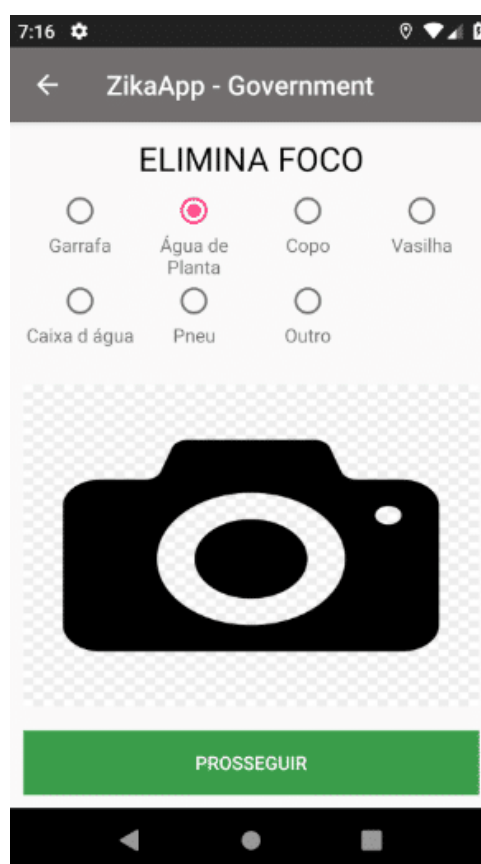 7:16
ZikaApp - Government
ELIMINA FOCO
Garrafa
Água de
Planta
Copo
Vasilha
Caixa d água
Pneu
Outro
PROSSEGUIR